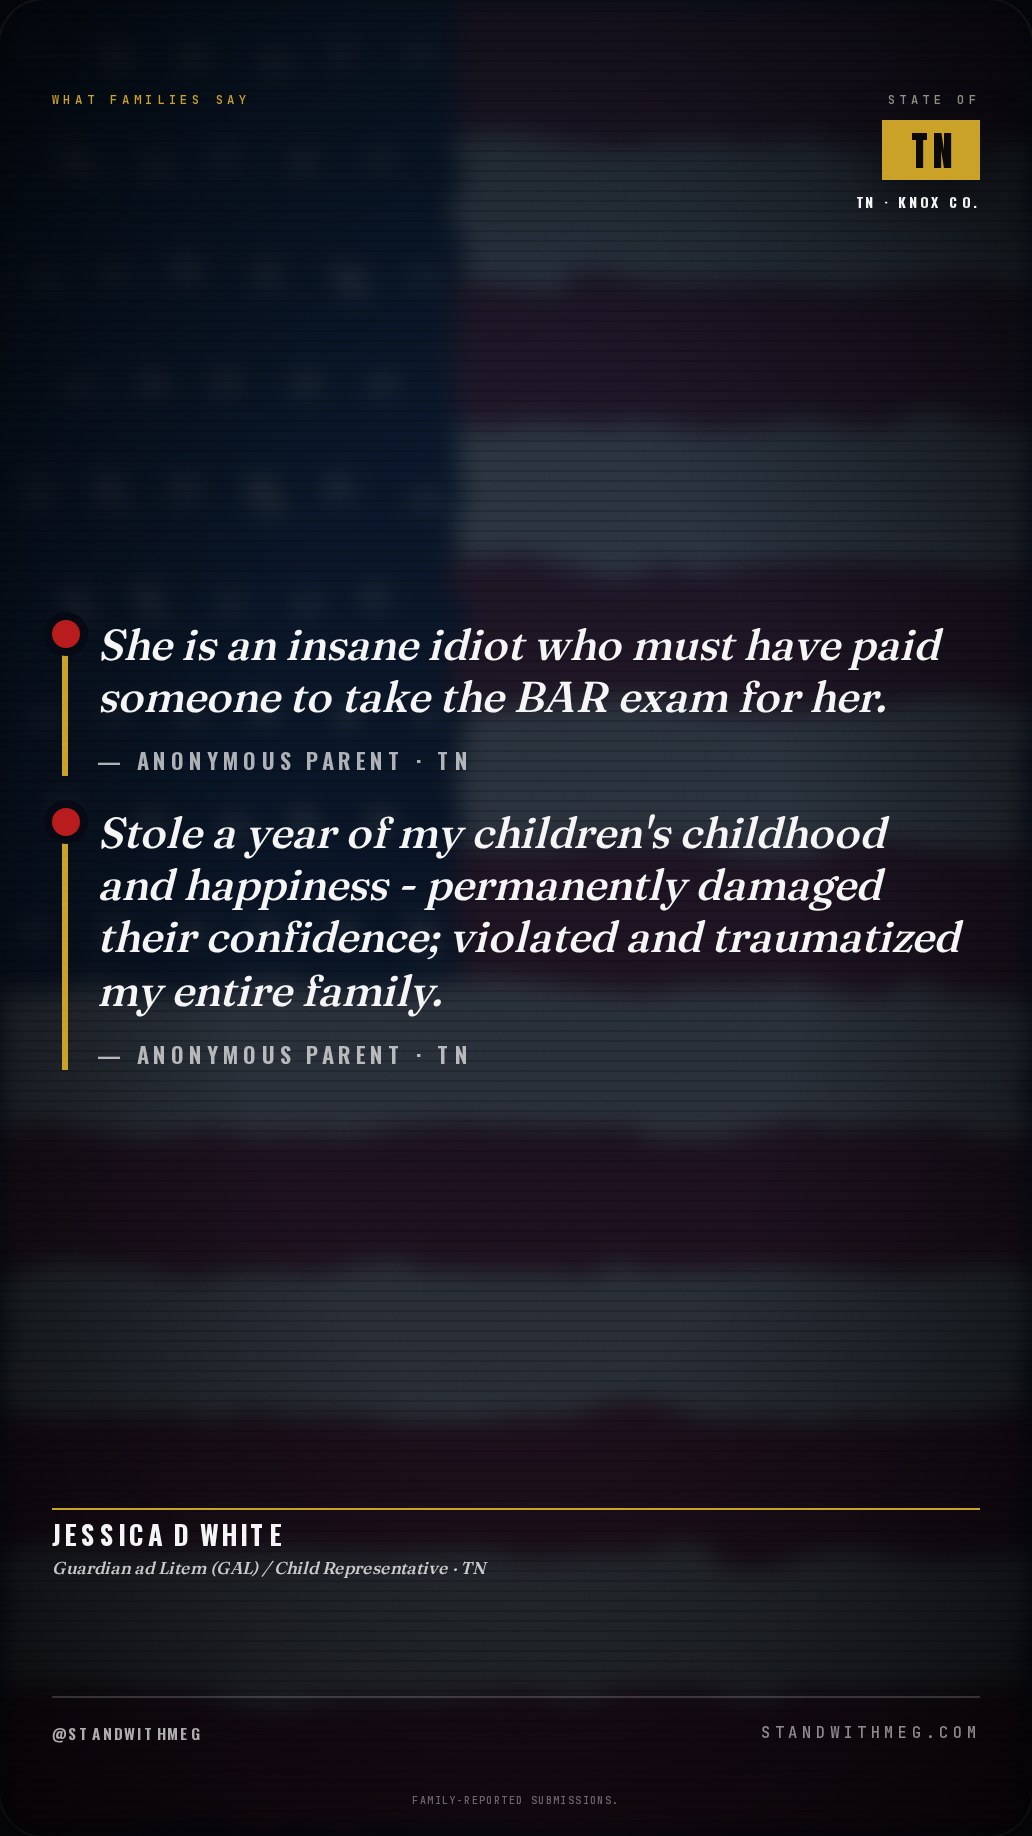 WHAT FAMILIES SAY
STATE OF
TN
TN · KNOX CO.
She is an insane idiot who must have paid
someone to take the BAR exam for her.
— ANONYMOUS PARENT · TN
Stole a year of my children's childhood
and happiness - permanently damaged
their confidence; violated and traumatized
my entire family.
— ANONYMOUS PARENT · TN
JESSICA D WHITE
Guardian ad Litem (GAL) / Child Representative · TN
@STANDWITHMEG
STANDWITHMEG.COM
FAMILY-REPORTED SUBMISSIONS.